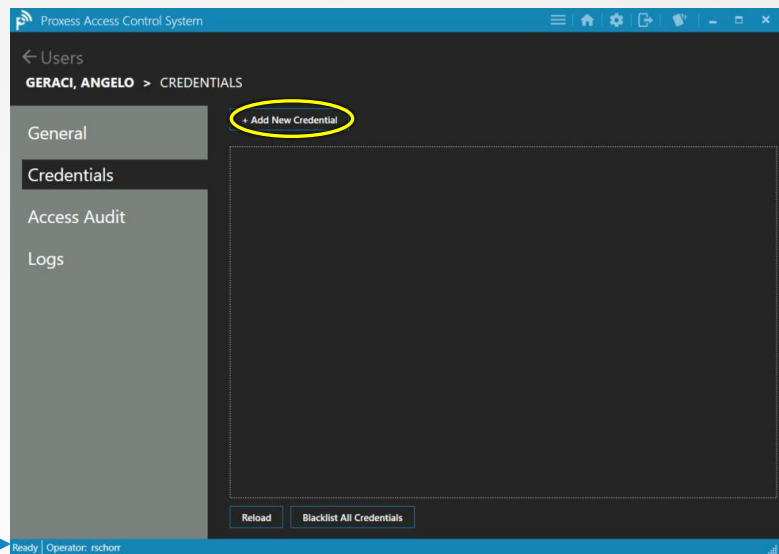 Proxess Access Control System
Users
GERACI, ANGELO > CREDENTIALS
General
Credentials
Access Audit
Logs
+ Add New Credential
Reload Blacklist All Credentials
Ready Operator: rschorr